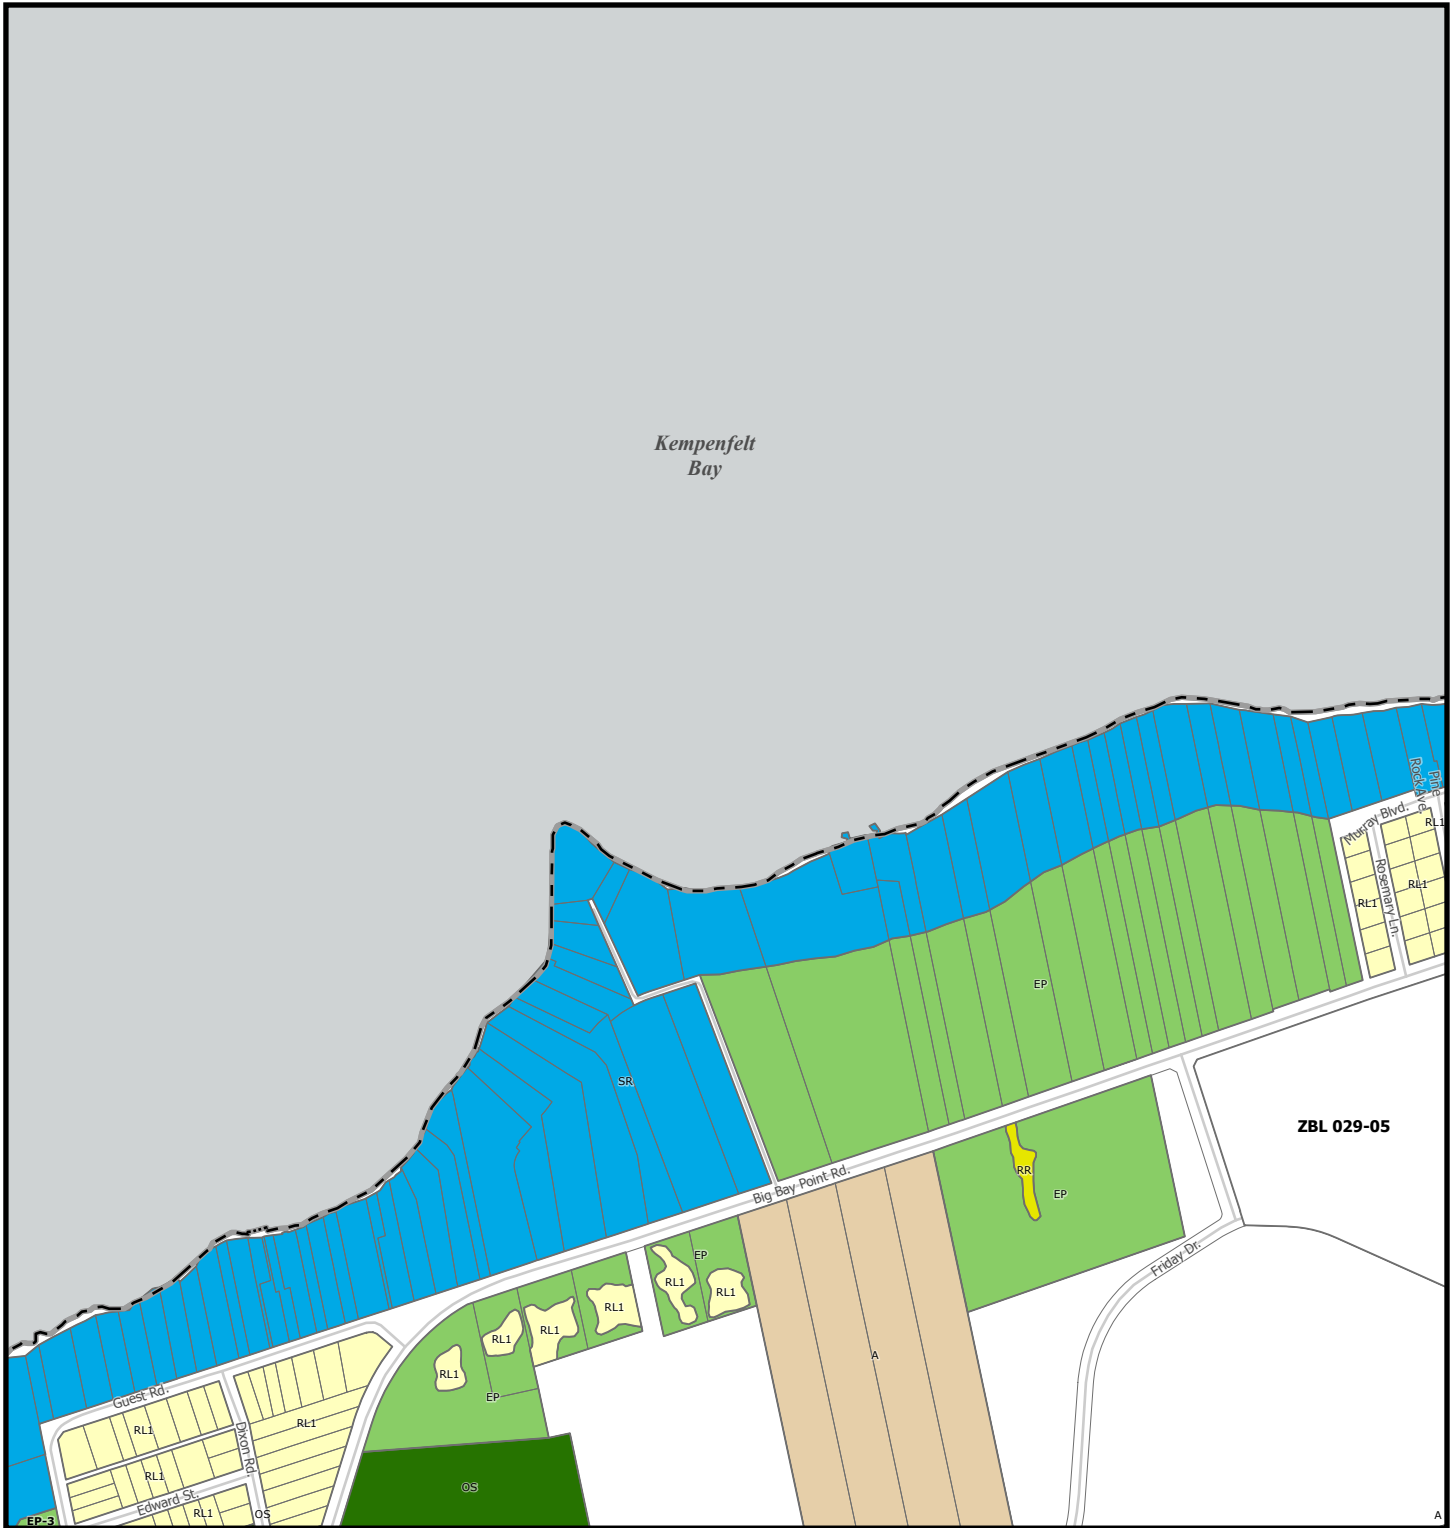 Kempenfelt
Bay
Pine
Rock Ave.
Murray Blvd.
RL1
Rosemary Ln.
RL1
RL1
EP
SR
ZBL 029-05
Big Bay Point Rd.
RR
EP
Friday Dr.
EP
RL1
RL1
RL1
RL1
RL1
RL1
A
EP
Guest Rd.
RL1
RL1
Dixon Rd.
RL1
Edward St.
RL1
OS
OS
EP-3
A